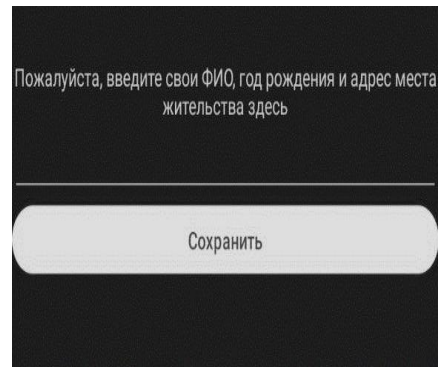 Пожалуйста, введите свои ФИО, год рождения и адрес места
жительства здесь
Сохранить